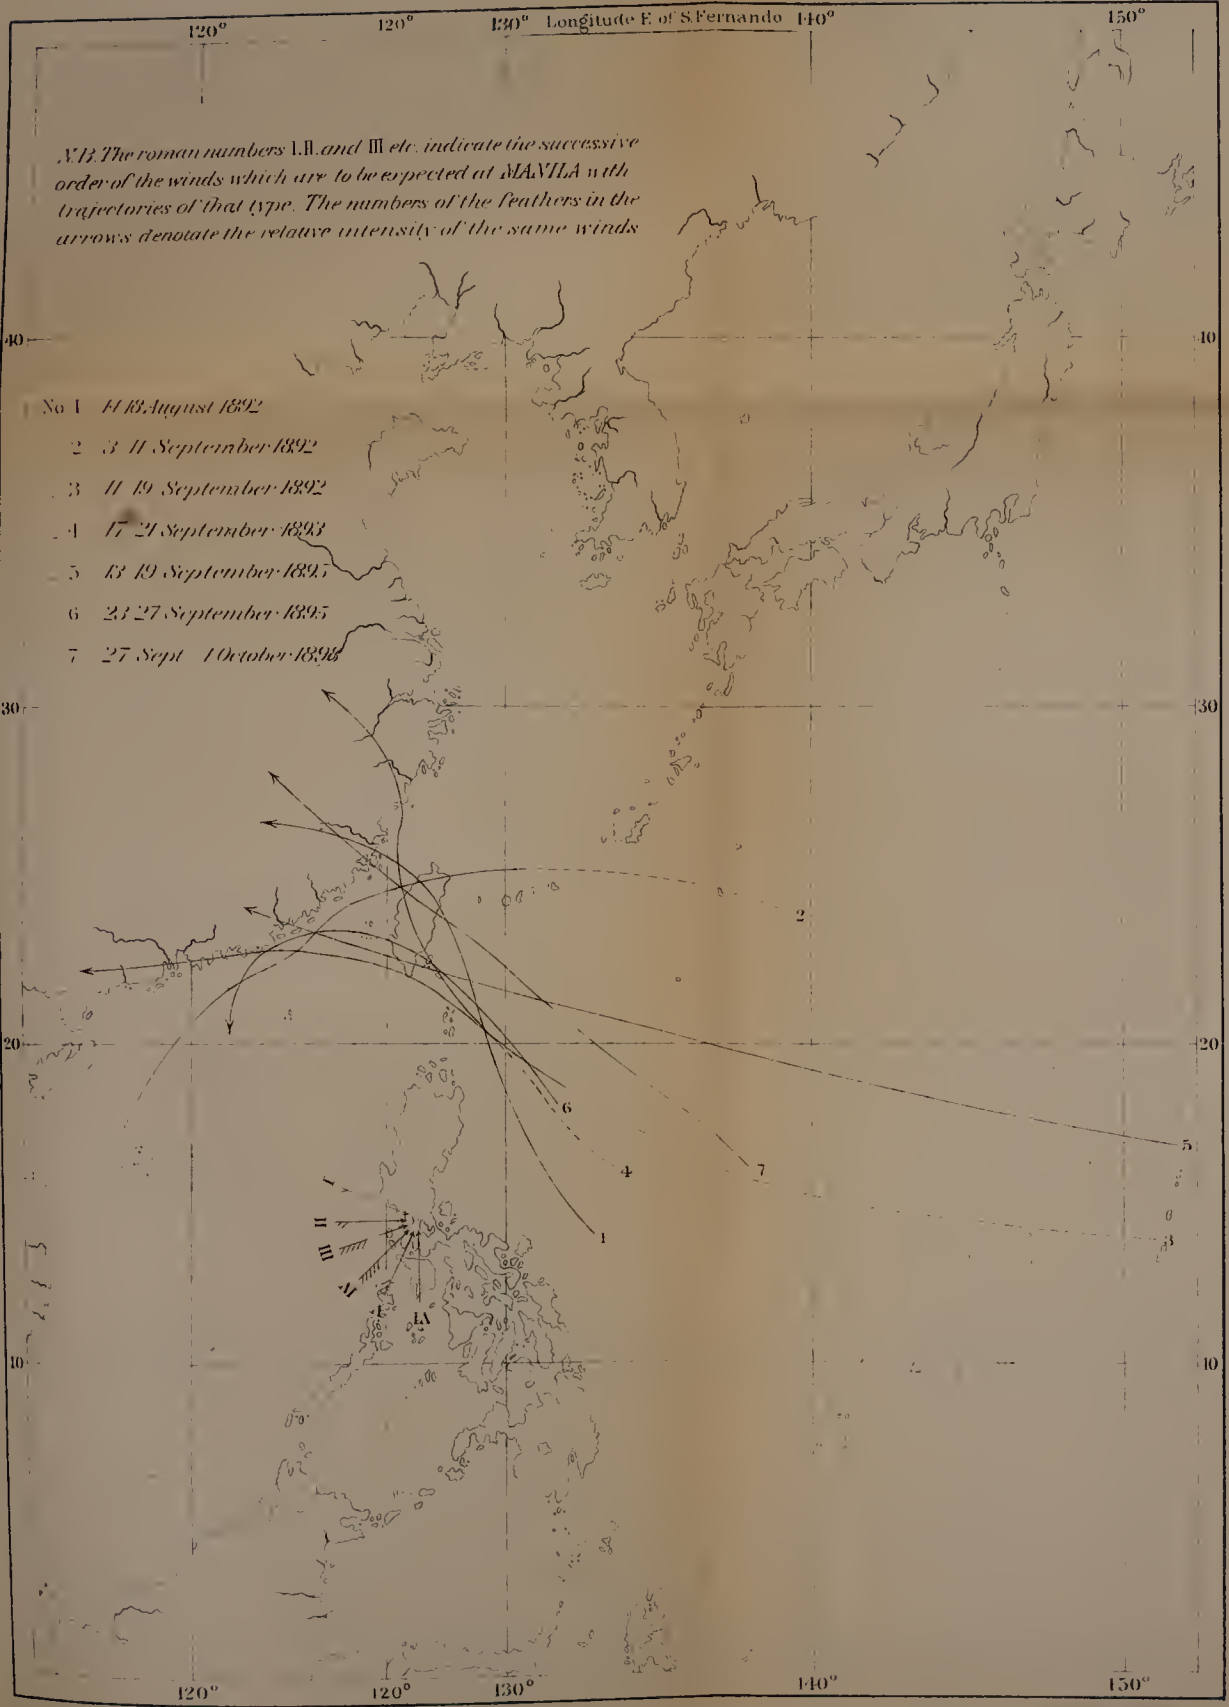 120° 120° 130° Longitude E. of S. Fernando 140° 150°
N.B. The roman numbers I. II. and III etc. indicate the successive
order of the winds which are to be expected at MANILA with
trajectories of that type. The numbers of the feathers in the
arrows denotate the relative intensity of the same winds
40 40
No 1 14 18 August 1892
2 3 11 September 1892
3 11 19 September 1892
4 17 21 September 1893
5 13 19 September 1895
6 23 27 September 1895
7 27 Sept 1 October 1898
30 30
2
20 20
6
5
4 7
I
II
1
III
3
IV
VI
10 10
120° 120° 130° 140° 150°